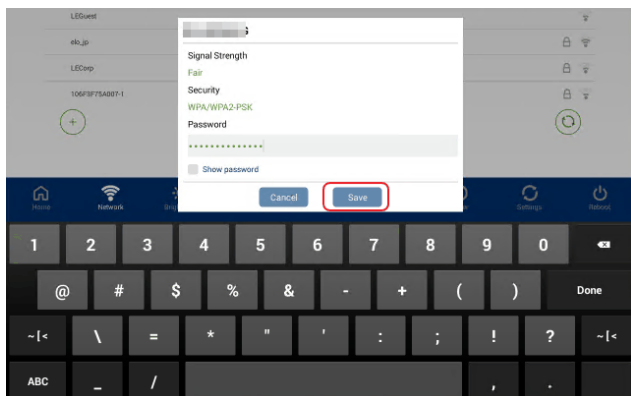 LEGuest
elo_jp
LECorp
106F3F75A007-1
Signal Strength
Fair
Security
WPA/WPA2-PSK
Password
••••••••••••••
Show password
Cancel Save
Home Network Settings Reboot
1 2 3 4 5 6 7 8 9 0
@ # $ % & - + ( ) Done
~[< \ = * " ' : ; ! ? ~[<
ABC _ / , .